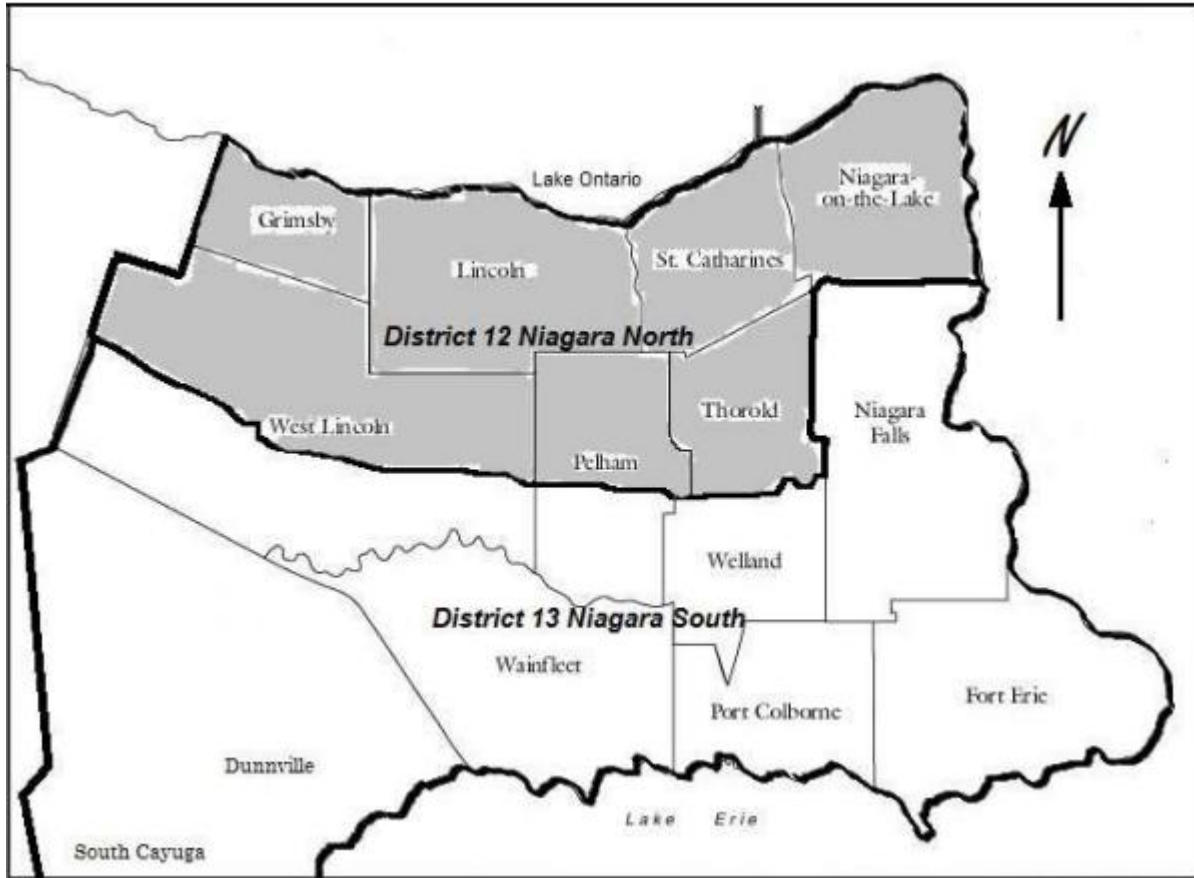 N
Niagara-
on-the-Lake
Lake Ontario
Grimsby
St. Catharines
Lincoln
District 12 Niagara North
Thorold
Niagara
Falls
West Lincoln
Pelham
Welland
District 13 Niagara South
Wainfleet
Fort Erie
Port Colborne
Dunnville
Lake Erie
South Cayuga